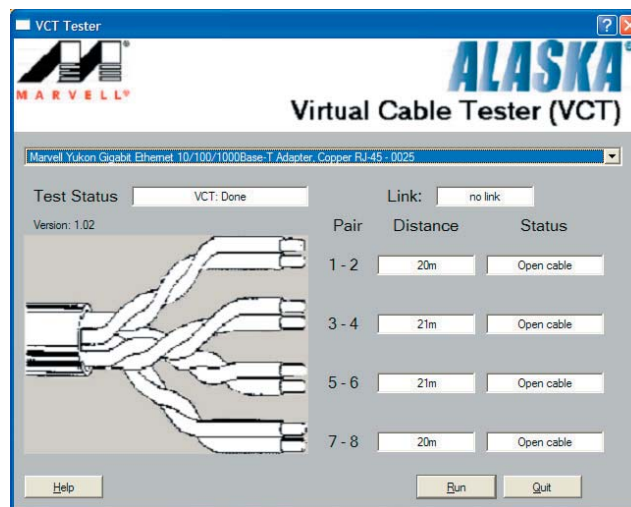 VCT Tester
MARVELL®
ALASKA®
Virtual Cable Tester (VCT)
Marvell Yukon Gigabit Ethernet 10/100/1000Base-T Adapter, Copper RJ-45 - 0025
Test Status VCT: Done Link: no link
Version: 1.02
Pair Distance Status
1 - 2 20m Open cable
3 - 4 21m Open cable
5 - 6 21m Open cable
7 - 8 20m Open cable
Help Run Quit